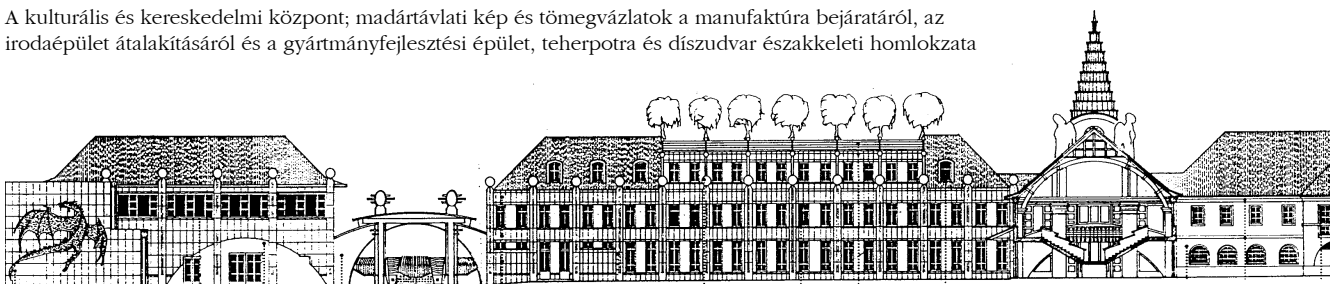 A kulturális és kereskedelmi központ; madártávlati kép és tömegvázlatok a manufaktúra bejáratáról, az
irodaépület átalakításáról és a gyártmányfejlesztési épület, teherpotra és díszudvar északkeleti homlokzata